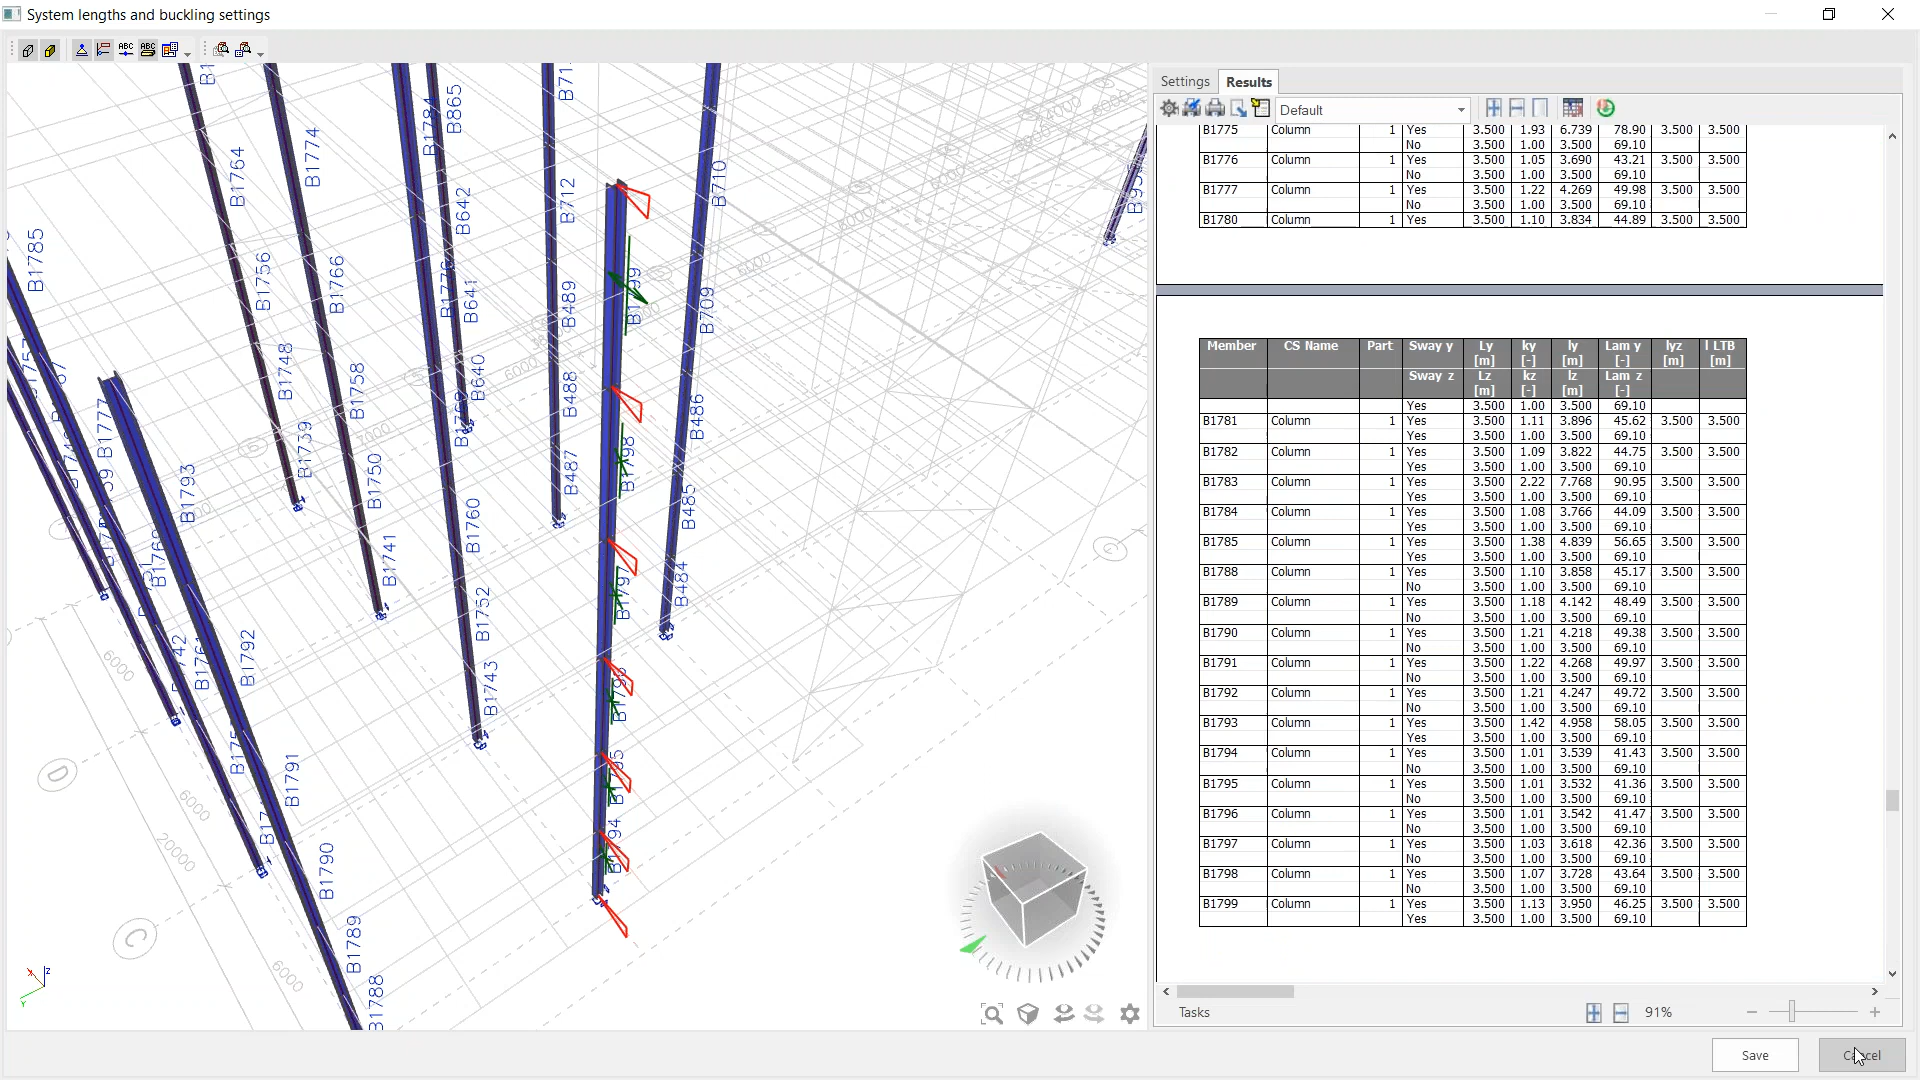 System lengths and buckling settings
Settings Results
Default
B1775 Column 1 Yes 3.500 1.93 6.739 78.90 3.500 3.500
No 3.500 1.00 3.500 69.10
B1776 Column 1 Yes 3.500 1.05 3.690 43.21 3.500 3.500
No 3.500 1.00 3.500 69.10
B1777 Column 1 Yes 3.500 1.22 4.269 49.98 3.500 3.500
No 3.500 1.00 3.500 69.10
B1780 Column 1 Yes 3.500 1.10 3.834 44.89 3.500 3.500
Member CS Name Part Sway y Ly ky ly Lam y lyz l LTB
[m] [-] [m] [-] [m] [m]
Sway z Lz kz lz Lam z
[m] [-] [m] [-]
Yes 3.500 1.00 3.500 69.10
B1781 Column 1 Yes 3.500 1.11 3.896 45.62 3.500 3.500
Yes 3.500 1.00 3.500 69.10
B1782 Column 1 Yes 3.500 1.09 3.822 44.75 3.500 3.500
Yes 3.500 1.00 3.500 69.10
B1783 Column 1 Yes 3.500 2.22 7.768 90.95 3.500 3.500
Yes 3.500 1.00 3.500 69.10
B1784 Column 1 Yes 3.500 1.08 3.766 44.09 3.500 3.500
Yes 3.500 1.00 3.500 69.10
B1785 Column 1 Yes 3.500 1.38 4.839 56.65 3.500 3.500
Yes 3.500 1.00 3.500 69.10
B1788 Column 1 Yes 3.500 1.10 3.858 45.17 3.500 3.500
No 3.500 1.00 3.500 69.10
B1789 Column 1 Yes 3.500 1.18 4.142 48.49 3.500 3.500
No 3.500 1.00 3.500 69.10
B1790 Column 1 Yes 3.500 1.21 4.218 49.38 3.500 3.500
No 3.500 1.00 3.500 69.10
B1791 Column 1 Yes 3.500 1.22 4.268 49.97 3.500 3.500
No 3.500 1.00 3.500 69.10
B1792 Column 1 Yes 3.500 1.21 4.247 49.72 3.500 3.500
No 3.500 1.00 3.500 69.10
B1793 Column 1 Yes 3.500 1.42 4.958 58.05 3.500 3.500
Yes 3.500 1.00 3.500 69.10
B1794 Column 1 Yes 3.500 1.01 3.539 41.43 3.500 3.500
No 3.500 1.00 3.500 69.10
B1795 Column 1 Yes 3.500 1.01 3.532 41.36 3.500 3.500
No 3.500 1.00 3.500 69.10
B1796 Column 1 Yes 3.500 1.01 3.542 41.47 3.500 3.500
No 3.500 1.00 3.500 69.10
B1797 Column 1 Yes 3.500 1.03 3.618 42.36 3.500 3.500
No 3.500 1.00 3.500 69.10
B1798 Column 1 Yes 3.500 1.07 3.728 43.64 3.500 3.500
No 3.500 1.00 3.500 69.10
B1799 Column 1 Yes 3.500 1.13 3.950 46.25 3.500 3.500
Yes 3.500 1.00 3.500 69.10
Tasks
91%
Save
Cancel
B1785
B1764
B1756
B1748
B1739
B1774
B1766
B1758
B1750
B1741
B1784
B1776
B1760
B1752
B1743
B865
B642
B641
B640
B712
B489
B488
B487
B710
B709
B486
B485
B484
B1798
B1797
B1777
B1793
B1792
B1791
B1790
B1789
B1788
6000
6000
20000
6000
7000
6000
6100
D
C
C
X
Y
Z